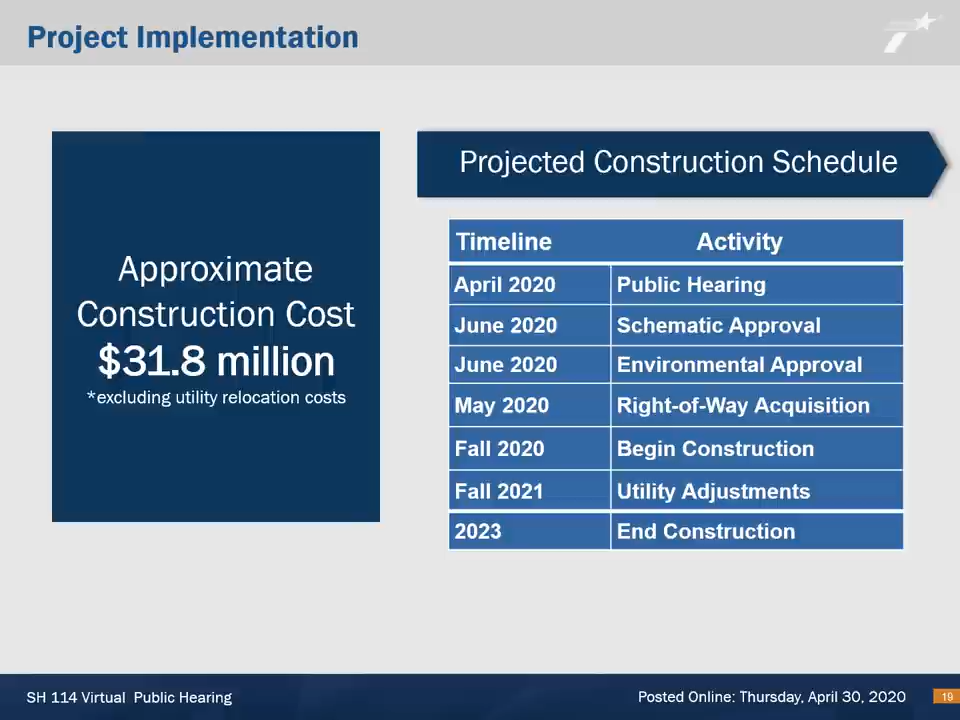 Project Implementation
Approximate
Construction Cost
$31.8 million
*excluding utility relocation costs
Projected Construction Schedule
Timeline Activity
April 2020 Public Hearing
June 2020 Schematic Approval
June 2020 Environmental Approval
May 2020 Right-of-Way Acquisition
Fall 2020 Begin Construction
Fall 2021 Utility Adjustments
2023 End Construction
SH 114 Virtual Public Hearing
Posted Online: Thursday, April 30, 2020
19